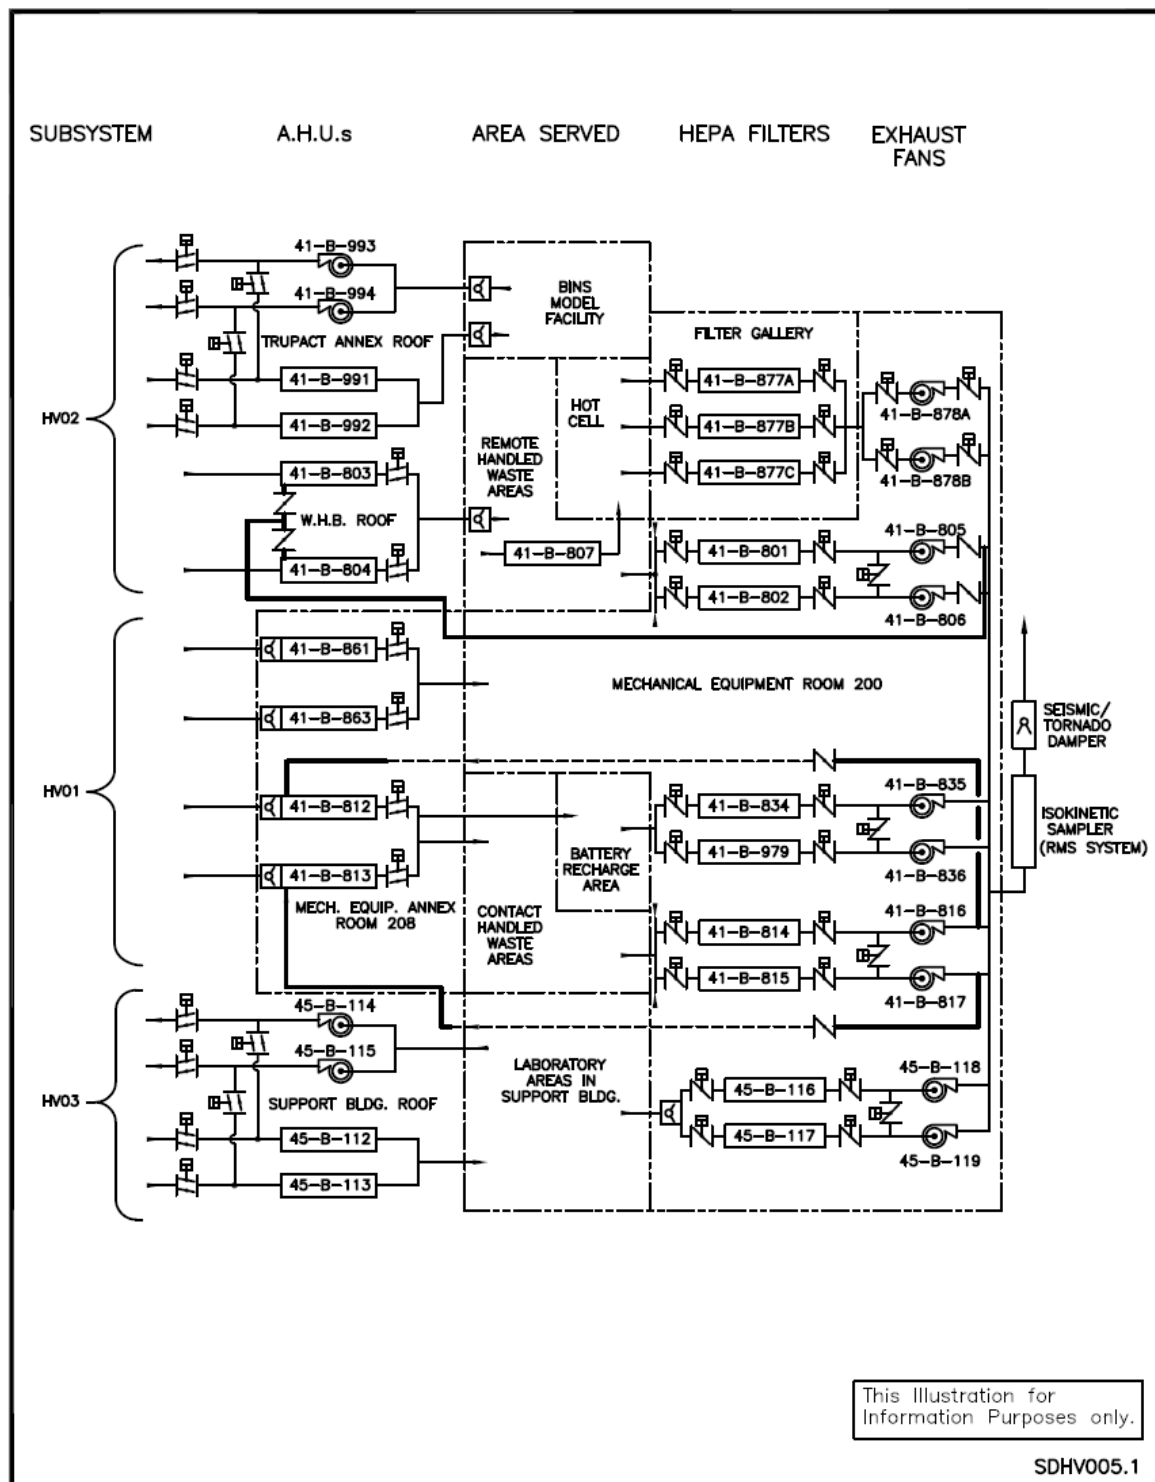 SUBSYSTEM
A.H.U.s
AREA SERVED
HEPA FILTERS
EXHAUST
FANS
HV02
41-B-993
41-B-994
TRUPACT ANNEX ROOF
41-B-991
41-B-992
41-B-803
W.H.B. ROOF
41-B-804
BINS
MODEL
FACILITY
HOT
CELL
REMOTE
HANDLED
WASTE
AREAS
41-B-807
FILTER GALLERY
41-B-877A
41-B-877B
41-B-877C
41-B-878A
41-B-878B
41-B-801
41-B-802
41-B-805
41-B-806
HV01
41-B-861
41-B-863
MECHANICAL EQUIPMENT ROOM 200
41-B-812
41-B-813
MECH. EQUIP. ANNEX
ROOM 208
BATTERY
RECHARGE
AREA
CONTACT
HANDLED
WASTE
AREAS
41-B-834
41-B-979
41-B-835
41-B-836
41-B-814
41-B-815
41-B-816
41-B-817
SEISMIC/
TORNADO
DAMPER
ISOKINETIC
SAMPLER
(RMS SYSTEM)
HV03
45-B-114
45-B-115
SUPPORT BLDG. ROOF
45-B-112
45-B-113
LABORATORY
AREAS IN
SUPPORT BLDG.
45-B-116
45-B-117
45-B-118
45-B-119
This Illustration for
Information Purposes only.
SDHV005.1